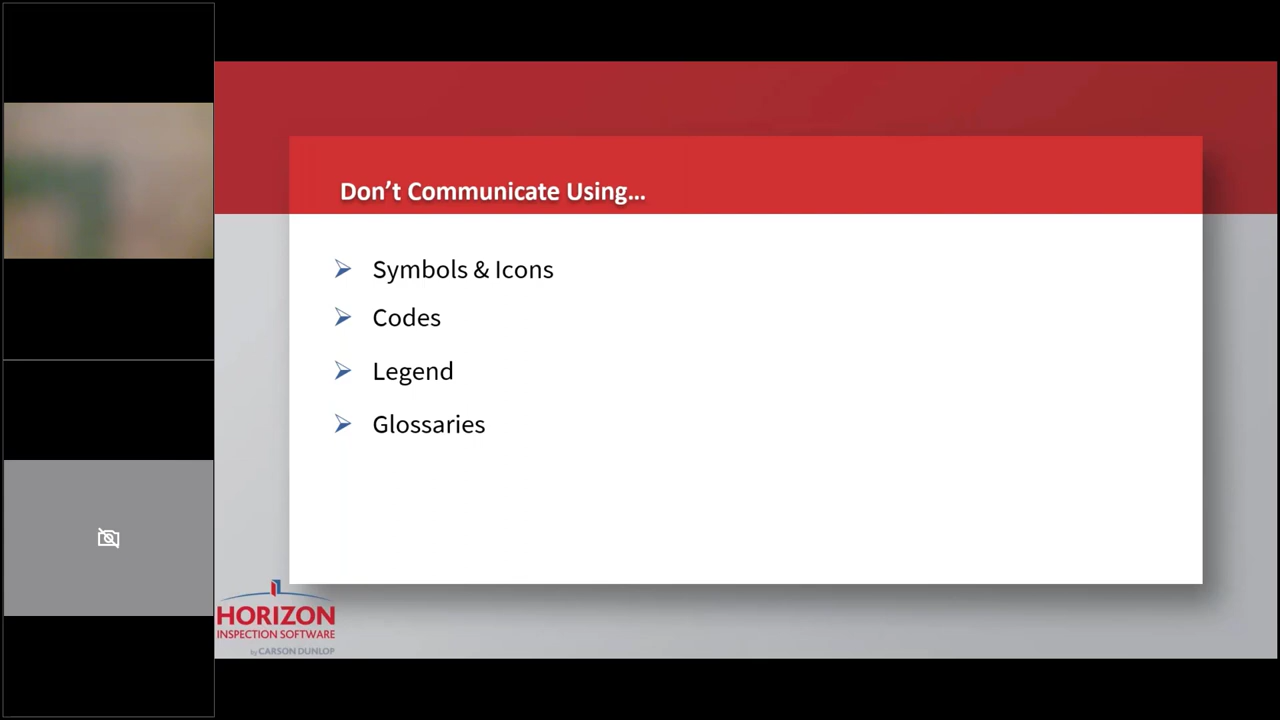 Don’t Communicate Using...
Symbols & Icons
Codes
Legend
Glossaries
HORIZON
INSPECTION SOFTWARE
by CARSON DUNLOP